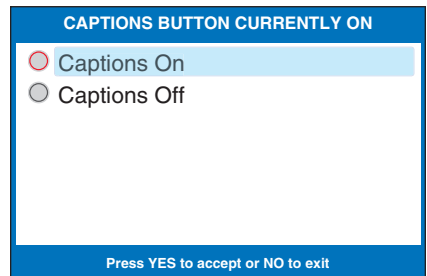 CAPTIONS BUTTON CURRENTLY ON
Captions On
Captions Off
Press YES to accept or NO to exit